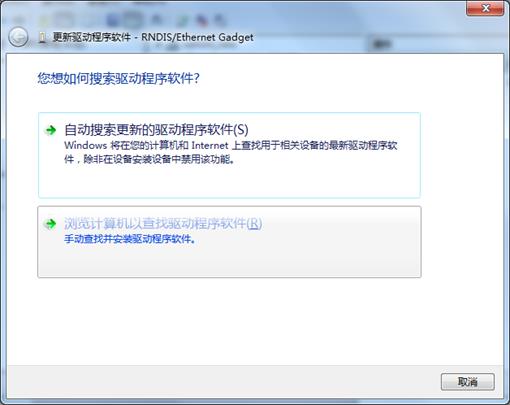 更新驱动程序软件 - RNDIS/Ethernet Gadget
您想如何搜索驱动程序软件?
自动搜索更新的驱动程序软件(S)
Windows 将在您的计算机和 Internet 上查找用于相关设备的最新驱动程序软
件，除非在设备安装设备中禁用该功能。
浏览计算机以查找驱动程序软件(R)
手动查找并安装驱动程序软件。
取消